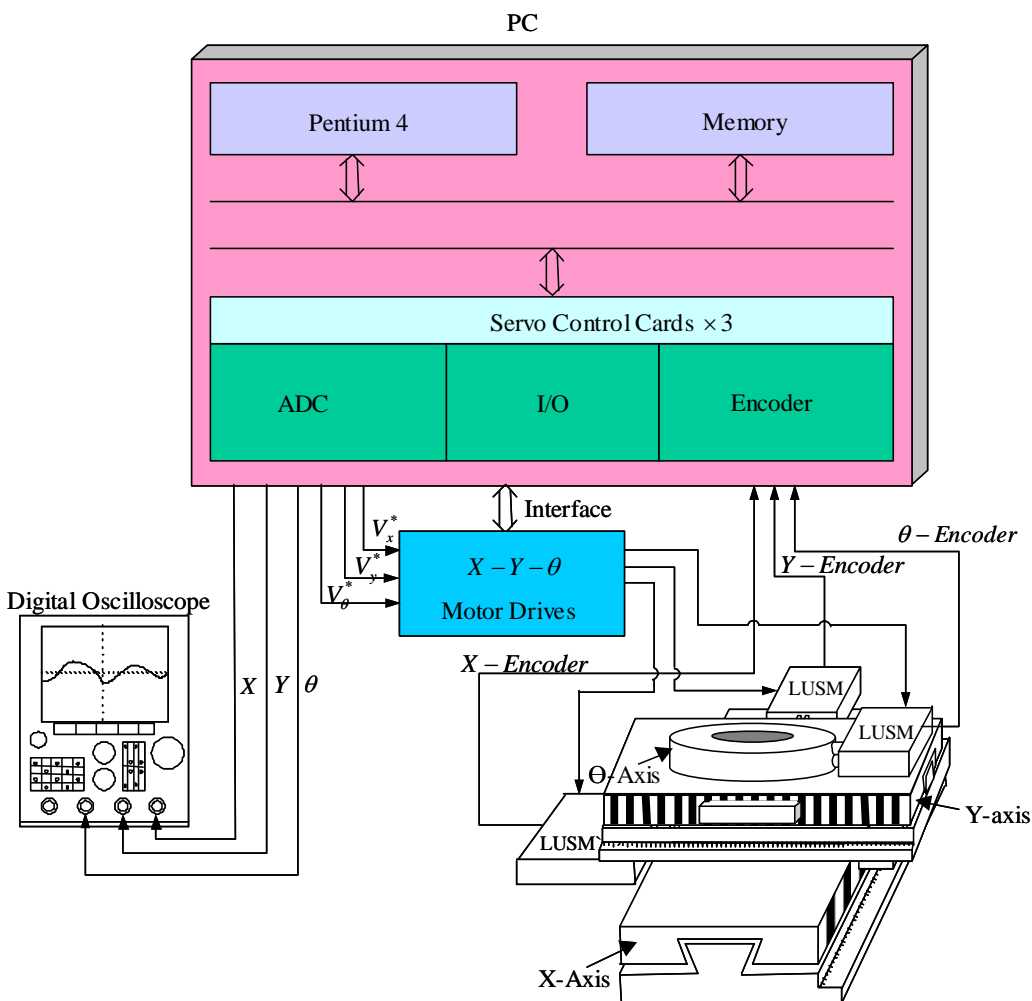 PC
Pentium 4
Memory
Servo Control Cards × 3
ADC
I/O
Encoder
Interface
V*x
V*y
V*θ
X − Y − θ
Motor Drives
θ − Encoder
Y − Encoder
X − Encoder
Digital Oscilloscope
X
Y
θ
LUSM
LUSM
LUSM
Θ-Axis
Y-axis
X-Axis